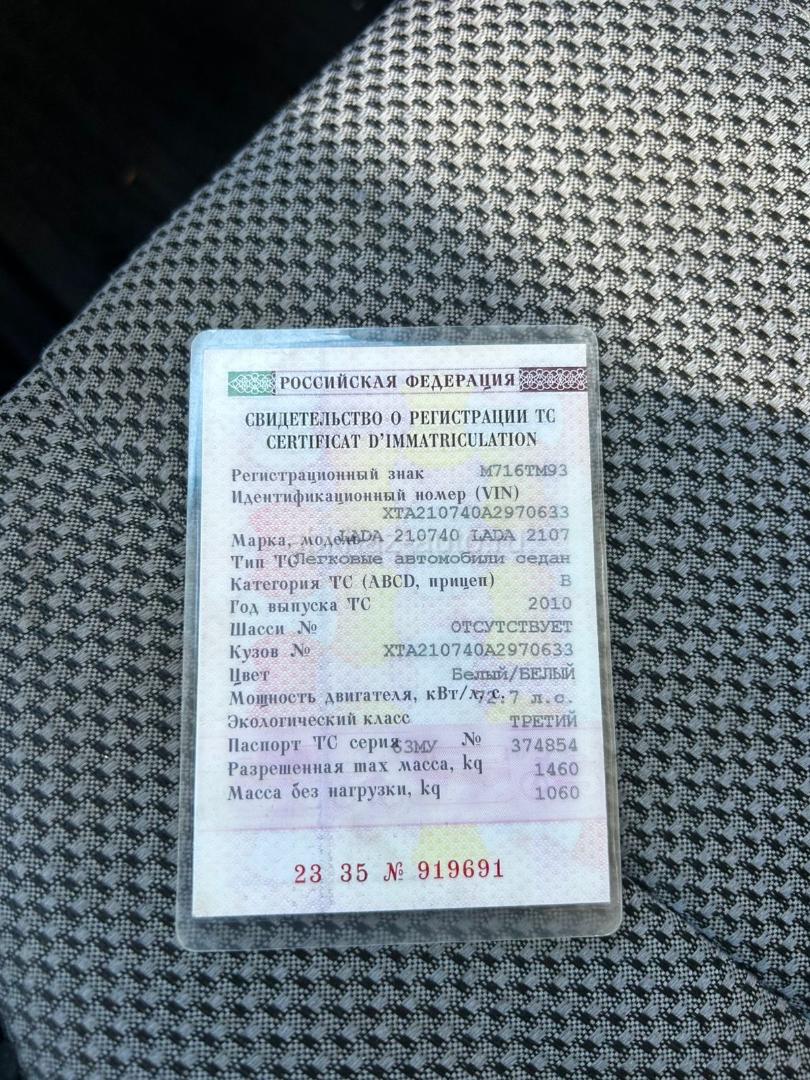 РОССИЙСКАЯ ФЕДЕРАЦИЯ
СВИДЕТЕЛЬСТВО О РЕГИСТРАЦИИ ТС
CERTIFICAT D'IMMATRICULATION
Регистрационный знак М716ТМ93
Идентификационный номер (VIN)
XTA210740A2970633
Марка, модель LADA 210740 LADA 2107
Тип ТС Легковые автомобили седан
Категория ТС (ABCD, прицеп) B
Год выпуска ТС 2010
Шасси № ОТСУТСТВУЕТ
Кузов № XTA210740A2970633
Цвет Белый/БЕЛЫЙ
Мощность двигателя, кВт/л.с. 72.7 л.с.
Экологический класс ТРЕТИЙ
Паспорт ТС серия 63МУ № 374854
Разрешенная max масса, kg 1460
Масса без нагрузки, kg 1060
23 35 № 919691